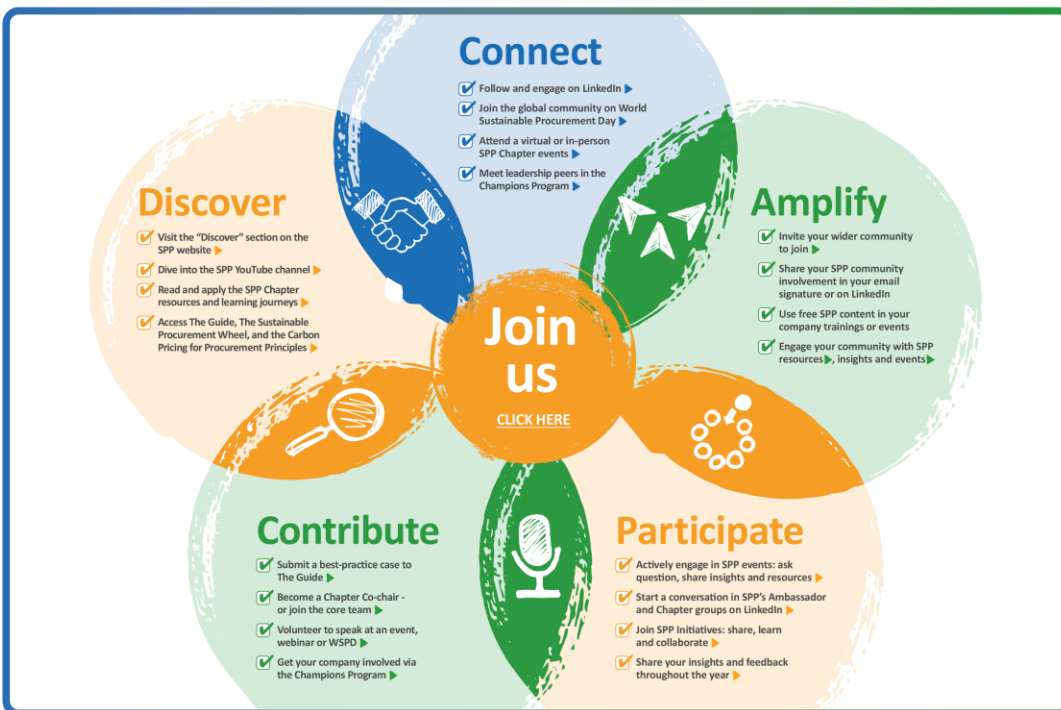 Connect
Follow and engage on LinkedIn
Join the global community on World
Sustainable Procurement Day
Attend a virtual or in-person
SPP Chapter events
Meet leadership peers in the
Champions Program
Discover
Visit the “Discover” section on the
SPP website
Dive into the SPP YouTube channel
Read and apply the SPP Chapter
resources and learning journeys
Access The Guide, The Sustainable
Procurement Wheel, and the Carbon
Pricing for Procurement Principles
Amplify
Invite your wider community
to join
Share your SPP community
involvement in your email
signature or on LinkedIn
Use free SPP content in your
company trainings or events
Engage your community with SPP
resources, insights and events
Join
us
CLICK HERE
Contribute
Submit a best-practice case to
The Guide
Become a Chapter Co-chair -
or join the core team
Volunteer to speak at an event,
webinar or WSPD
Get your company involved via
the Champions Program
Participate
Actively engage in SPP events: ask
question, share insights and resources
Start a conversation in SPP’s Ambassador
and Chapter groups on LinkedIn
Join SPP Initiatives: share, learn
and collaborate
Share your insights and feedback
throughout the year